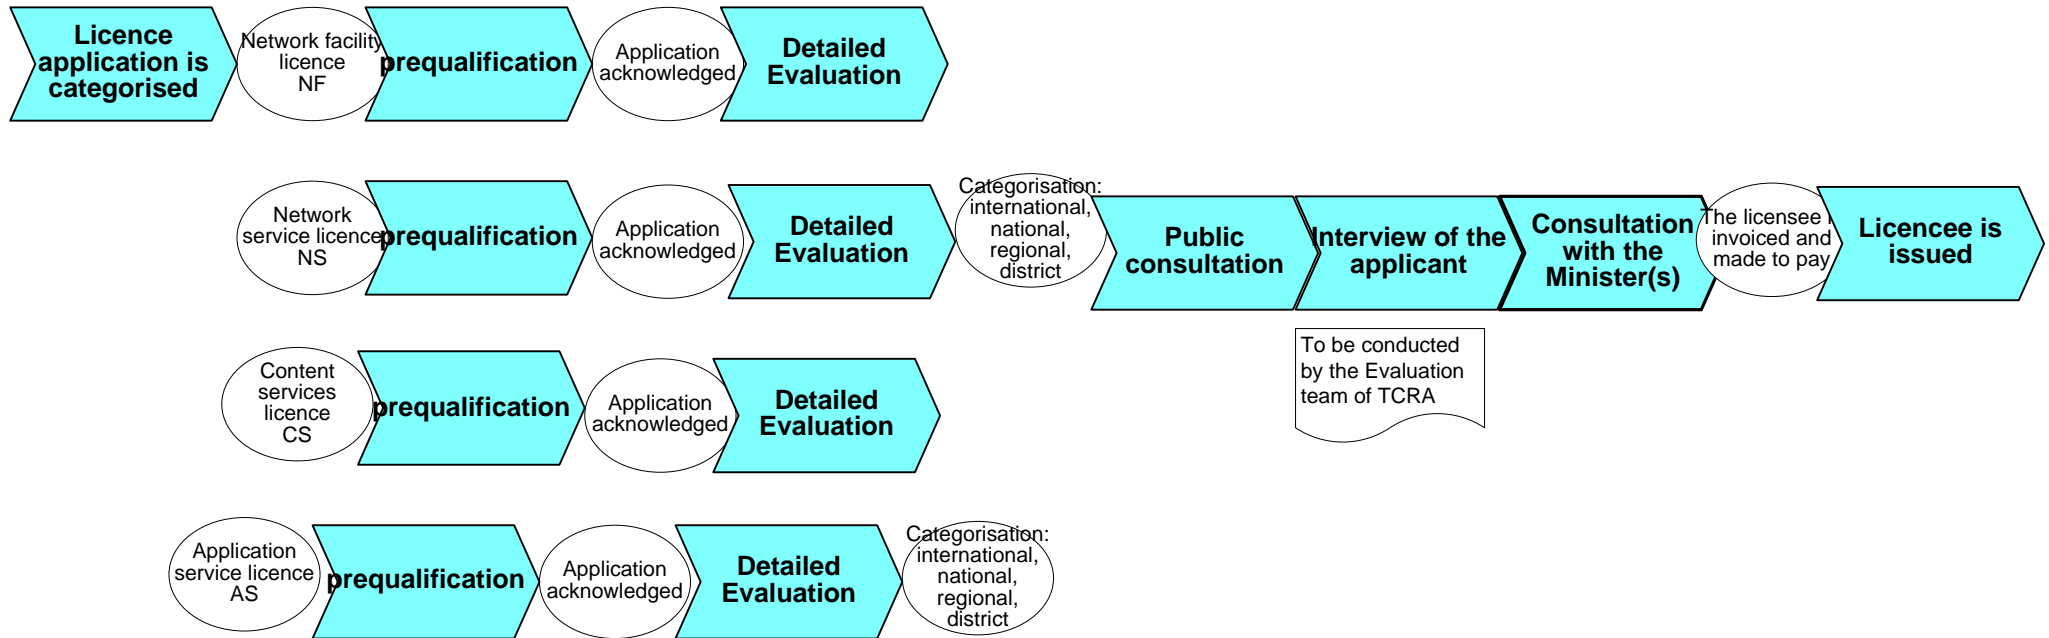 Licence
application is
categorised
Network facility
licence
NF
prequalification
Application
acknowledged
Detailed
Evaluation
Network
service licence
NS
prequalification
Application
acknowledged
Detailed
Evaluation
Categorisation:
international,
national,
regional,
district
Public
consultation
Interview of the
applicant
Consultation
with the
Minister(s)
The licensee
invoiced and
made to pay
Licencee is
issued
To be conducted
by the Evaluation
team of TCRA
Content
services
licence
CS
prequalification
Application
acknowledged
Detailed
Evaluation
Application
service licence
AS
prequalification
Application
acknowledged
Detailed
Evaluation
Categorisation:
international,
national,
regional,
district